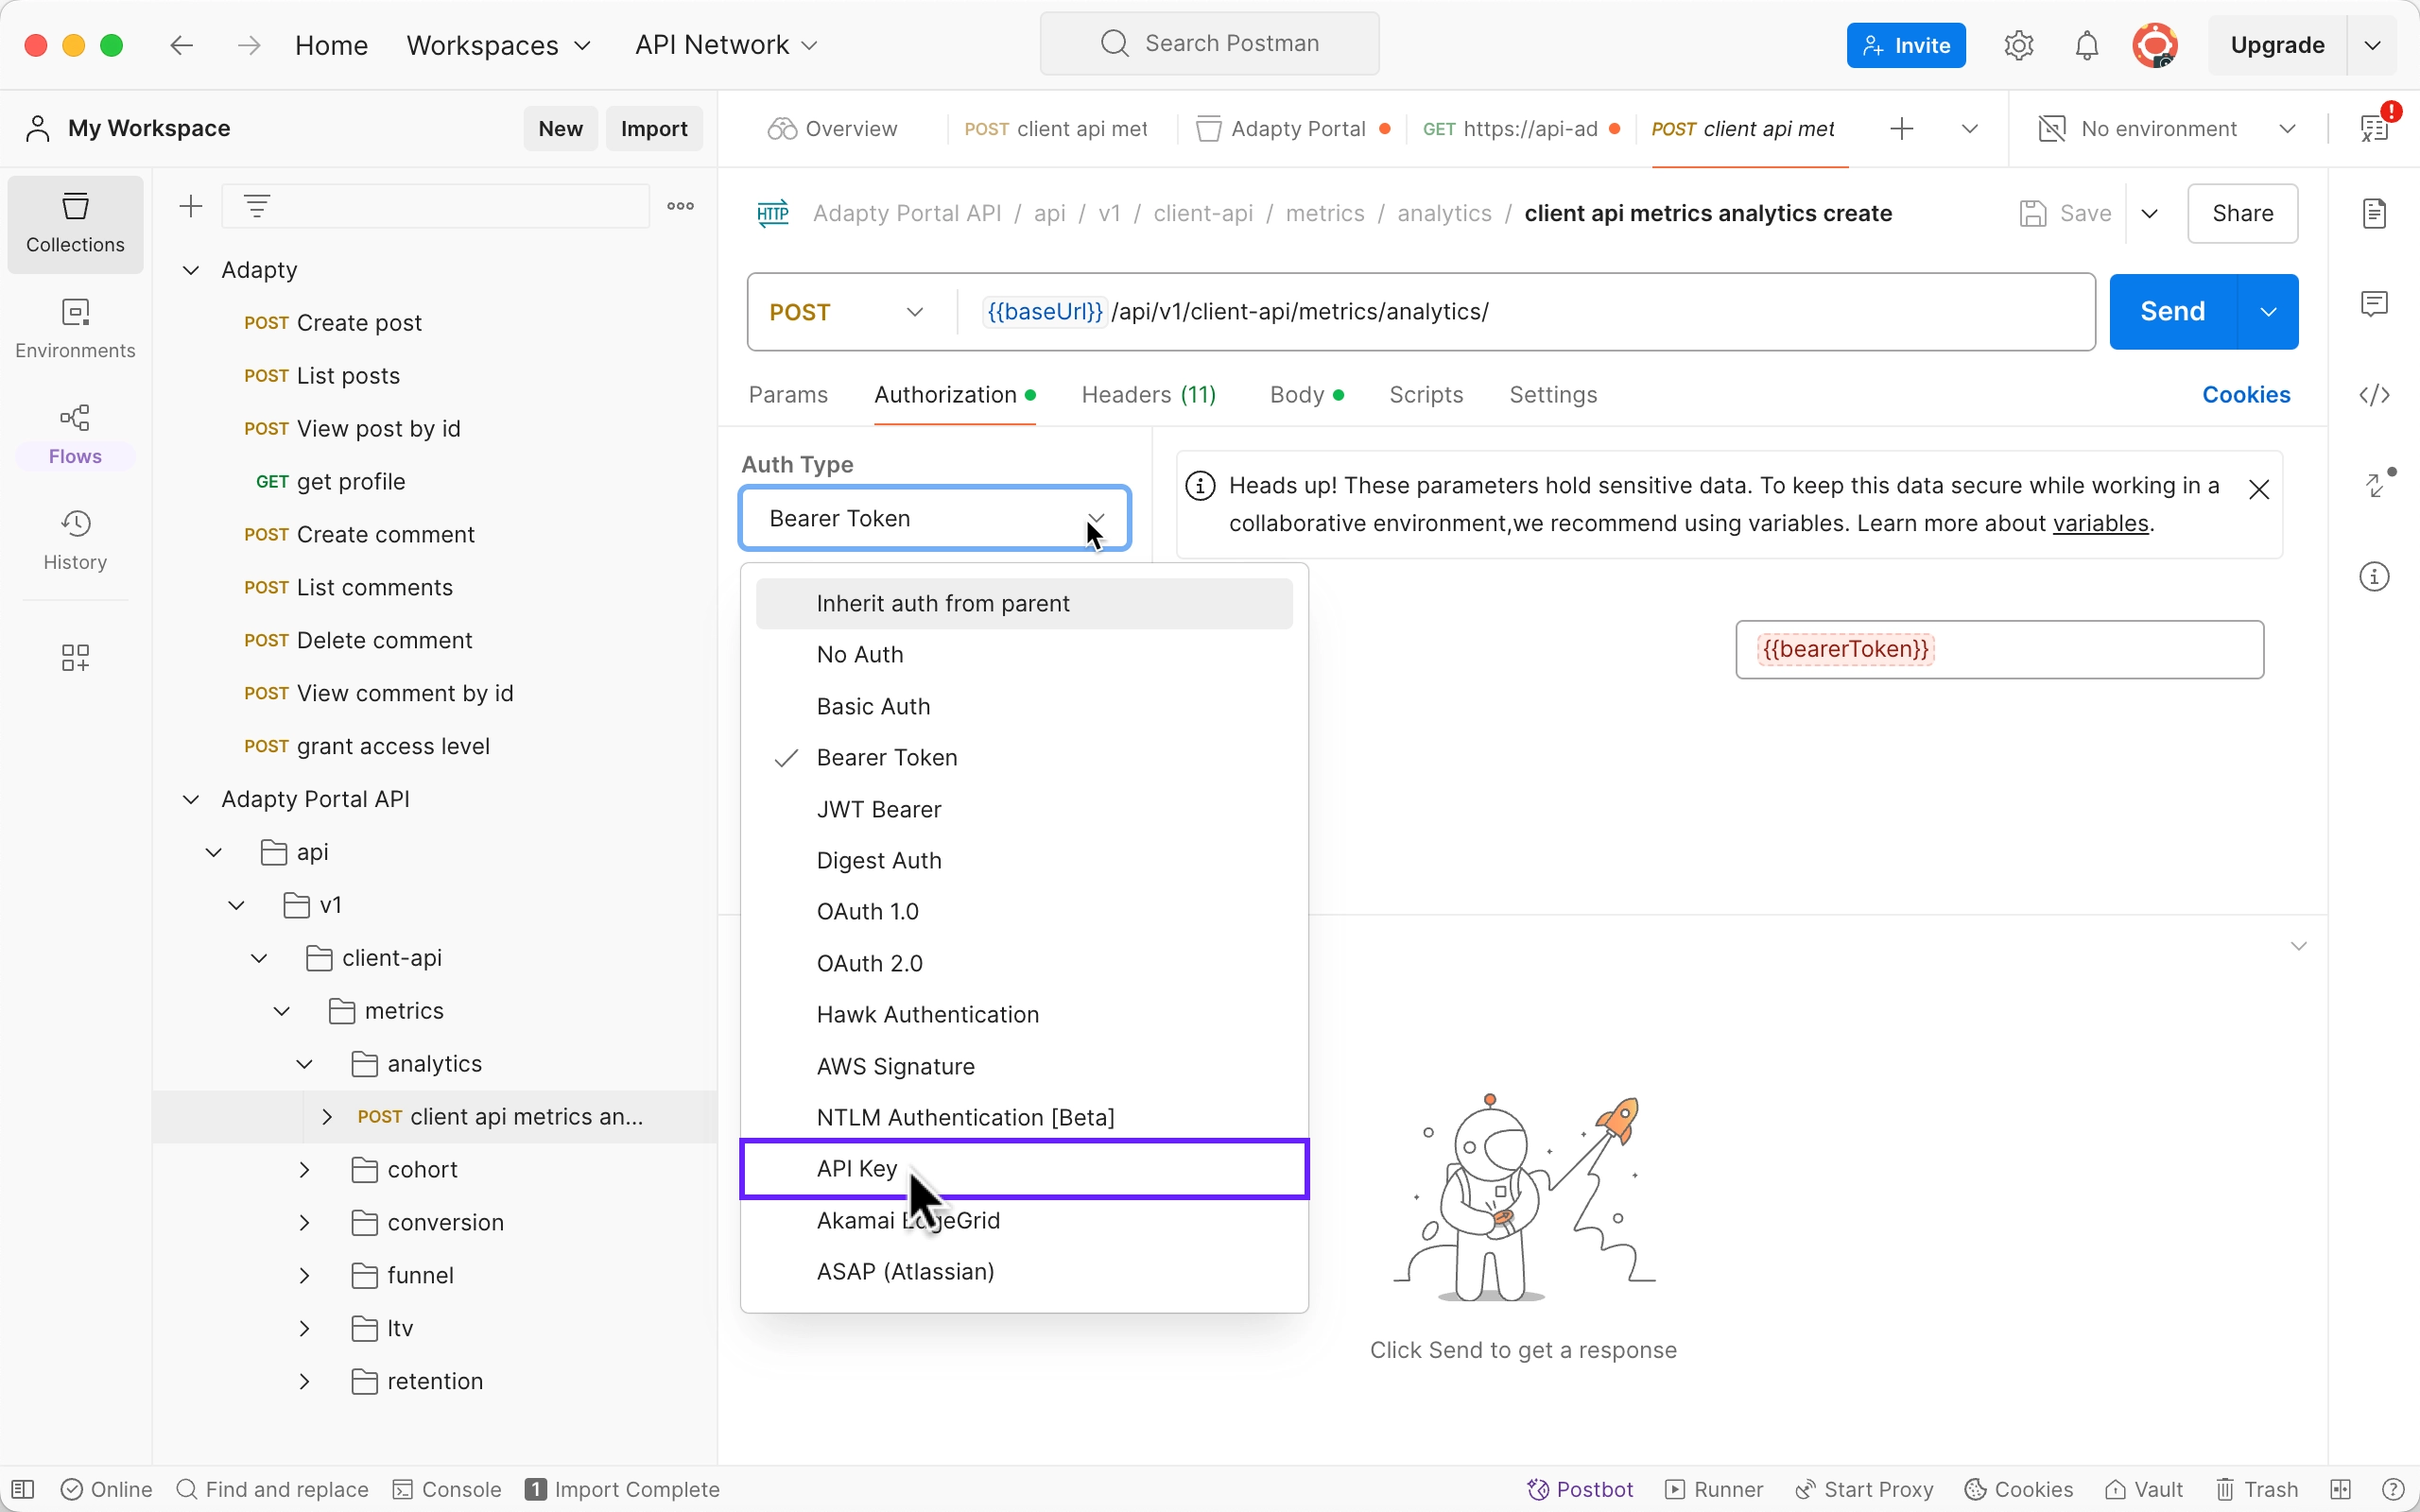 Home Workspaces API Network Search Postman Invite Upgrade
My Workspace New Import Overview POST client api met Adapty Portal GET https://api-ad POST client api met No environment
Collections
Environments
Flows
History
Adapty
POST Create post
POST List posts
POST View post by id
GET get profile
POST Create comment
POST List comments
POST Delete comment
POST View comment by id
POST grant access level
Adapty Portal API
api
v1
client-api
metrics
analytics
POST client api metrics an...
cohort
conversion
funnel
ltv
retention
HTTP Adapty Portal API / api / v1 / client-api / metrics / analytics / client api metrics analytics create Save Share
POST {{baseUrl}} /api/v1/client-api/metrics/analytics/ Send
Params Authorization Headers (11) Body Scripts Settings Cookies
Auth Type
Bearer Token
Heads up! These parameters hold sensitive data. To keep this data secure while working in a
collaborative environment,we recommend using variables. Learn more about variables.
{{bearerToken}}
Inherit auth from parent
No Auth
Basic Auth
Bearer Token
JWT Bearer
Digest Auth
OAuth 1.0
OAuth 2.0
Hawk Authentication
AWS Signature
NTLM Authentication [Beta]
API Key
Akamai EdgeGrid
ASAP (Atlassian)
Click Send to get a response
Online Find and replace Console 1 Import Complete Postbot Runner Start Proxy Cookies Vault Trash